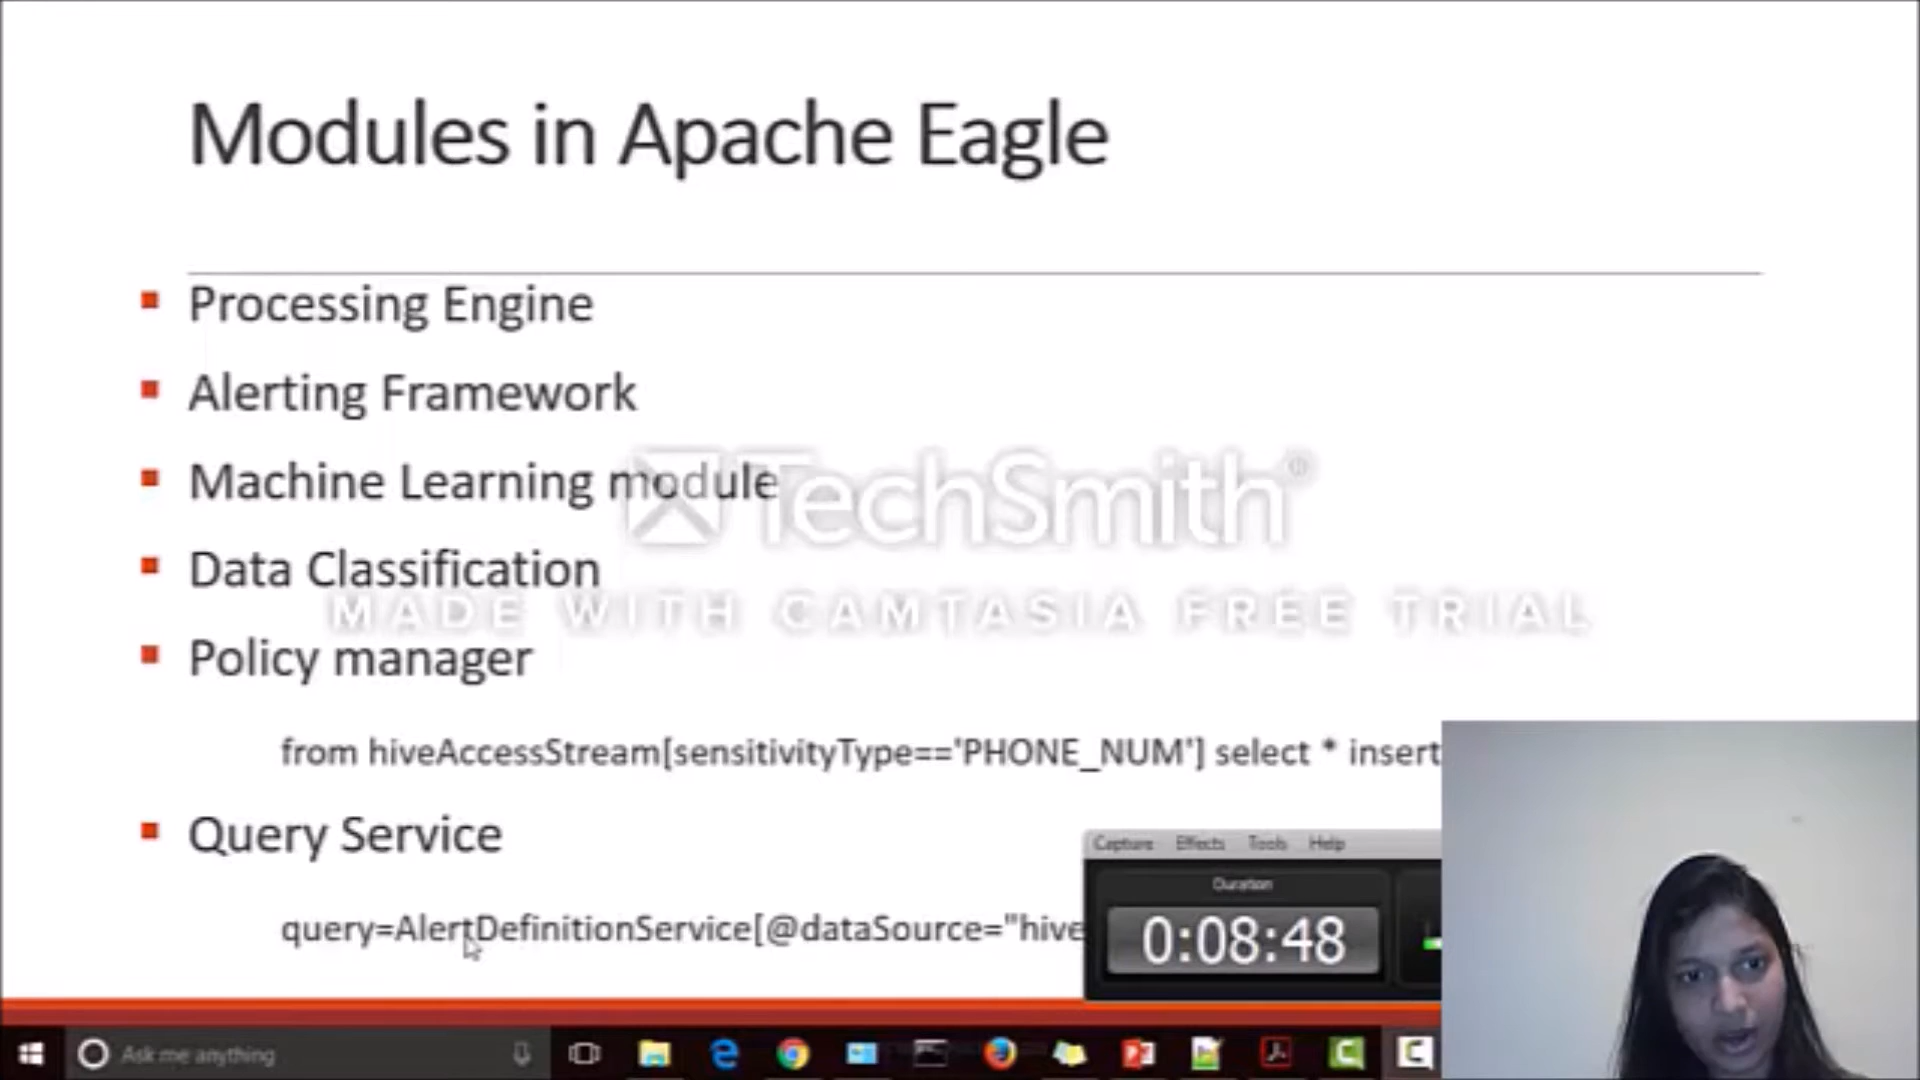 Modules in Apache Eagle
Processing Engine
Alerting Framework
Machine Learning module
Data Classification
Policy manager
from hiveAccessStream[sensitivityType=='PHONE_NUM'] select * insert
Query Service
query=AlertDefinitionService[@dataSource="hive
TechSmith®
MADE WITH CAMTASIA FREE TRIAL
Capture Effects Tools Help
Duration
0:08:48
Ask me anything